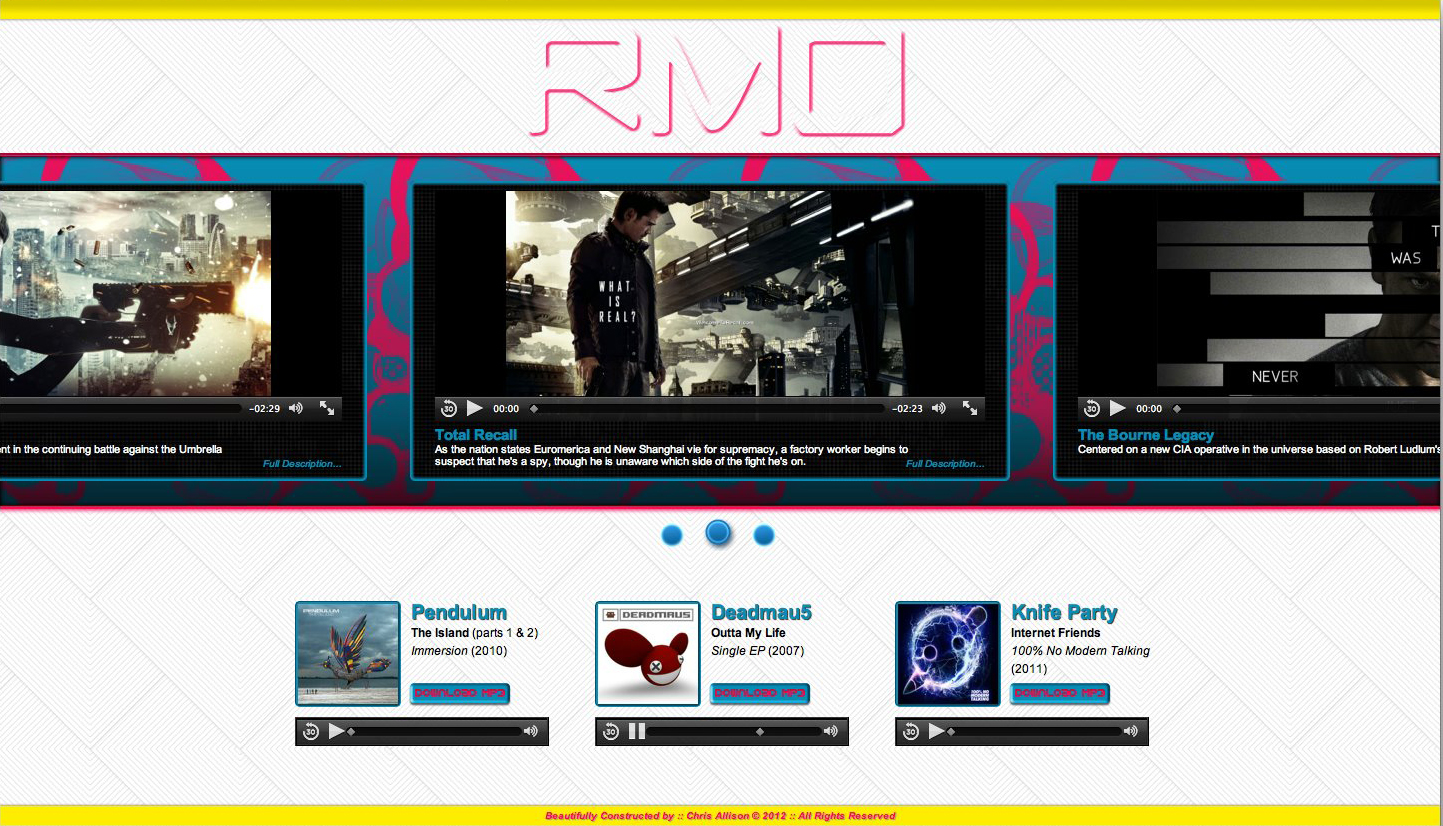 RMO
WHAT
IS
REAL?
WAS
NEVER
-02:29
30
00:00
-02:23
30
00:00
ent in the continuing battle against the Umbrella
Full Description...
Total Recall
As the nation states Euromerica and New Shanghai vie for supremacy, a factory worker begins to
suspect that he's a spy, though he is unaware which side of the fight he's on.
Full Description...
The Bourne Legacy
Centered on a new CIA operative in the universe based on Robert Ludlum's
PENDULUM
Pendulum
The Island (parts 1 & 2)
Immersion (2010)
DOWNLOAD MP3
30
DEADMAU5
Deadmau5
Outta My Life
Single EP (2007)
DOWNLOAD MP3
30
100% NO
MODERN
TALKING
Knife Party
Internet Friends
100% No Modern Talking
(2011)
DOWNLOAD MP3
30
Beautifully Constructed by :: Chris Allison © 2012 :: All Rights Reserved